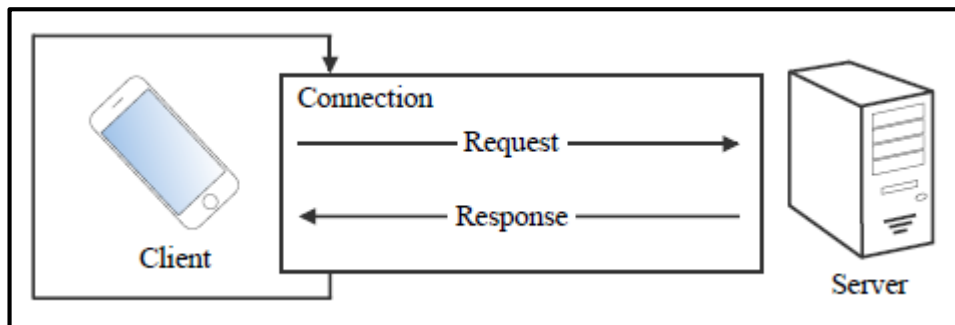 Connection
Request
Response
Client
Server